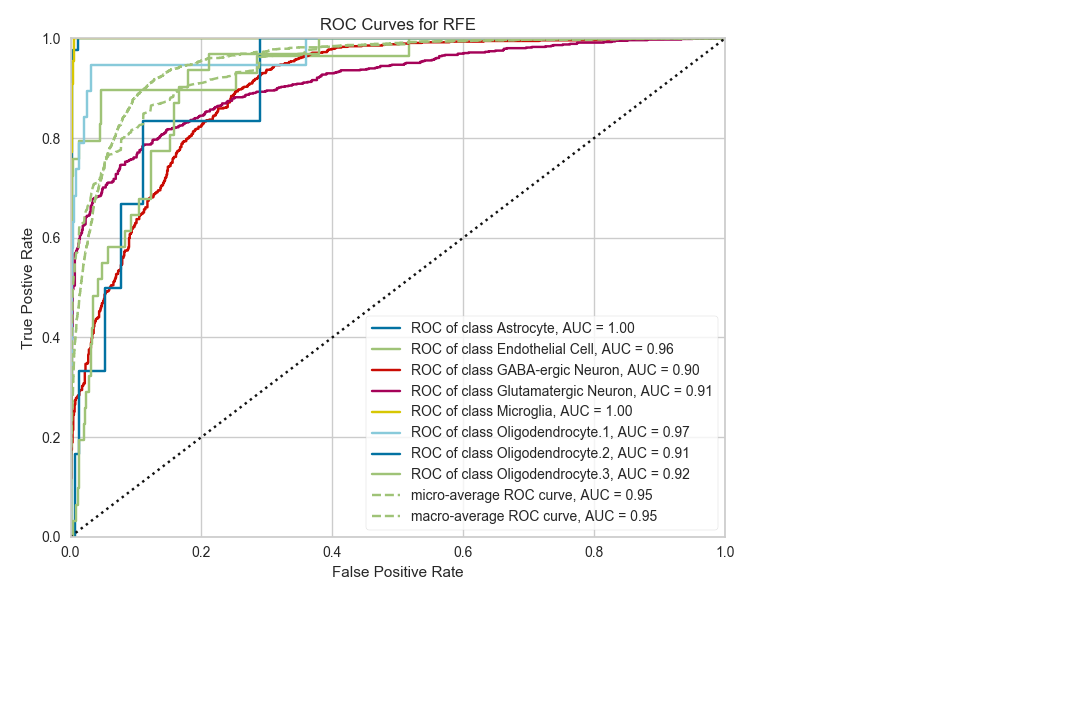 ROC Curves for RFE
1.0
0.8
0.6
0.4
0.2
0.0
True Postive Rate
ROC of class Astrocyte, AUC = 1.00
ROC of class Endothelial Cell, AUC = 0.96
ROC of class GABA-ergic Neuron, AUC = 0.90
ROC of class Glutamatergic Neuron, AUC = 0.91
ROC of class Microglia, AUC = 1.00
ROC of class Oligodendrocyte.1, AUC = 0.97
ROC of class Oligodendrocyte.2, AUC = 0.91
ROC of class Oligodendrocyte.3, AUC = 0.92
micro-average ROC curve, AUC = 0.95
macro-average ROC curve, AUC = 0.95
0.0 0.2 0.4 0.6 0.8 1.0
False Positive Rate